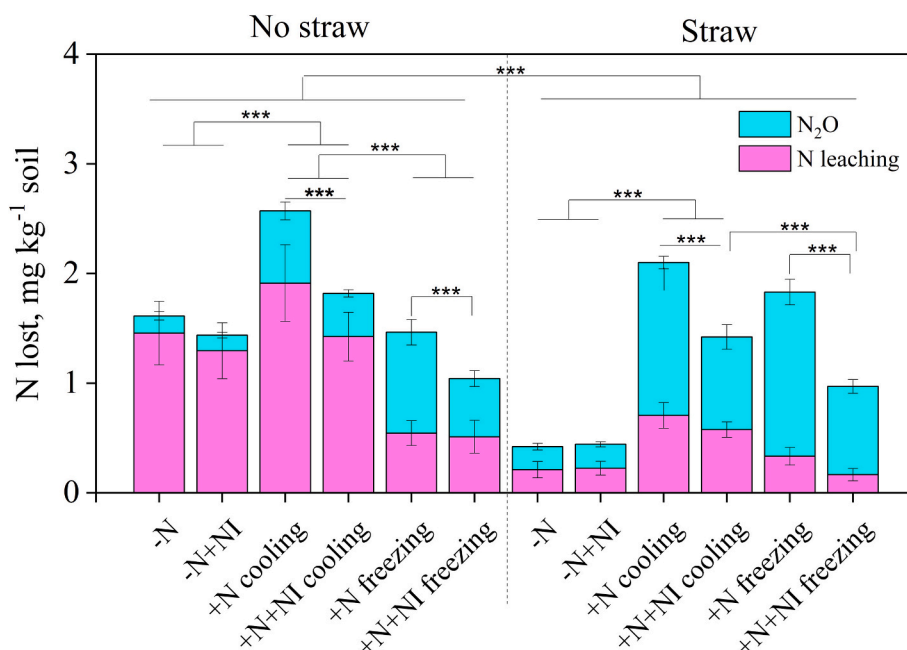 No straw
Straw
4
3
2
1
0
N lost, mg kg⁻¹ soil
***
***
***
***
***
***
***
***
***
N₂O
N leaching
-N
-N+NI
+N cooling
+N+NI cooling
+N freezing
+N+NI freezing
-N
-N+NI
+N cooling
+N+NI cooling
+N freezing
+N+NI freezing